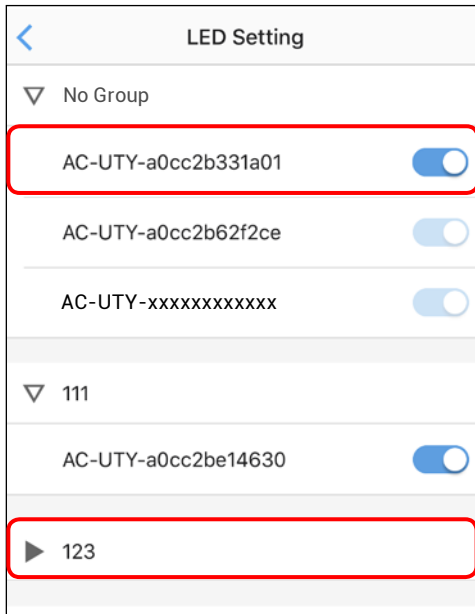 LED Setting
No Group
AC-UTY-a0cc2b331a01
AC-UTY-a0cc2b62f2ce
AC-UTY-xxxxxxxxxxxx
111
AC-UTY-a0cc2be14630
123